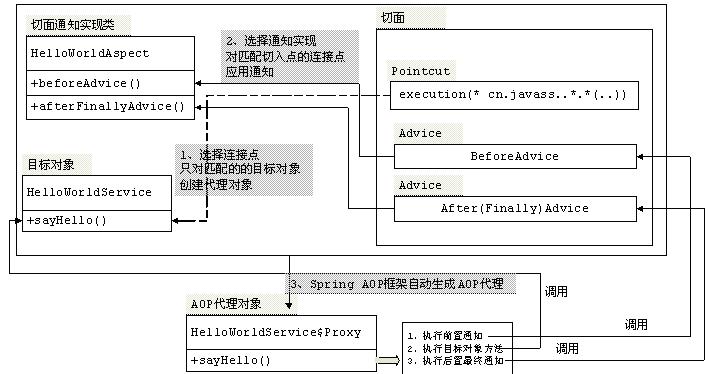 切面通知实现类
HelloWorldAspect
+beforeAdvice()
+afterFinallyAdvice()
2、选择通知实现
对匹配切入点的连接点
应用通知
切面
Pointcut
execution(* cn.javass..*.*(..))
Advice
BeforeAdvice
Advice
After(Finally)Advice
1、选择连接点
只对匹配的的目标对象
创建代理对象
目标对象
HelloWorldService
+sayHello()
3、Spring AOP框架自动生成AOP代理
调用
调用
调用
AOP代理对象
HelloWorldService$Proxy
+sayHello()
1. 执行前置通知
2. 执行目标对象方法
3. 执行后置最终通知